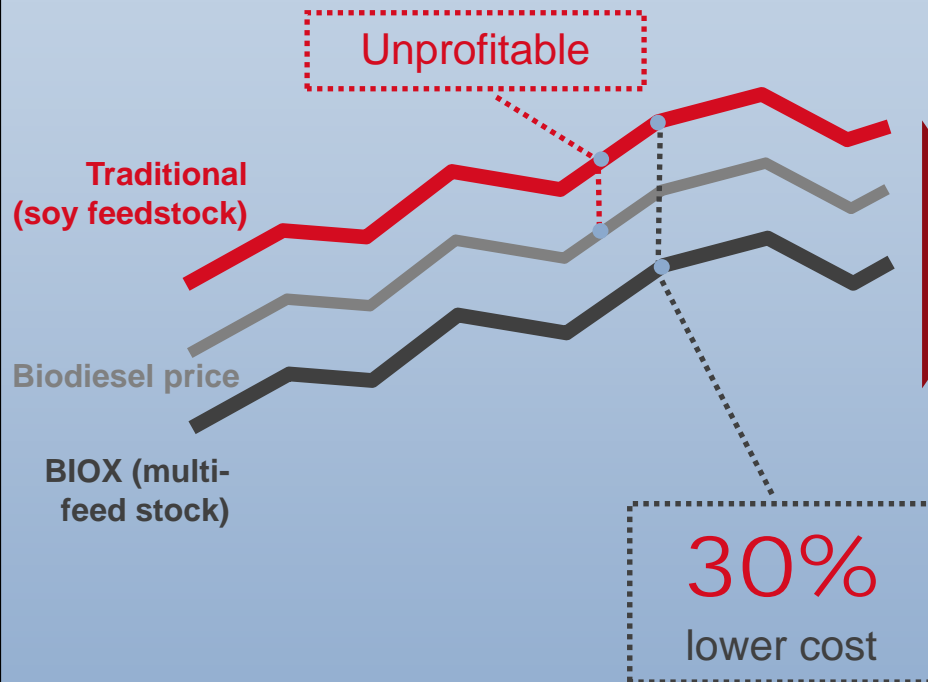 Unprofitable
Traditional
(soy feedstock)
Biodiesel price
BIOX (multi-
feed stock)
30%
lower cost